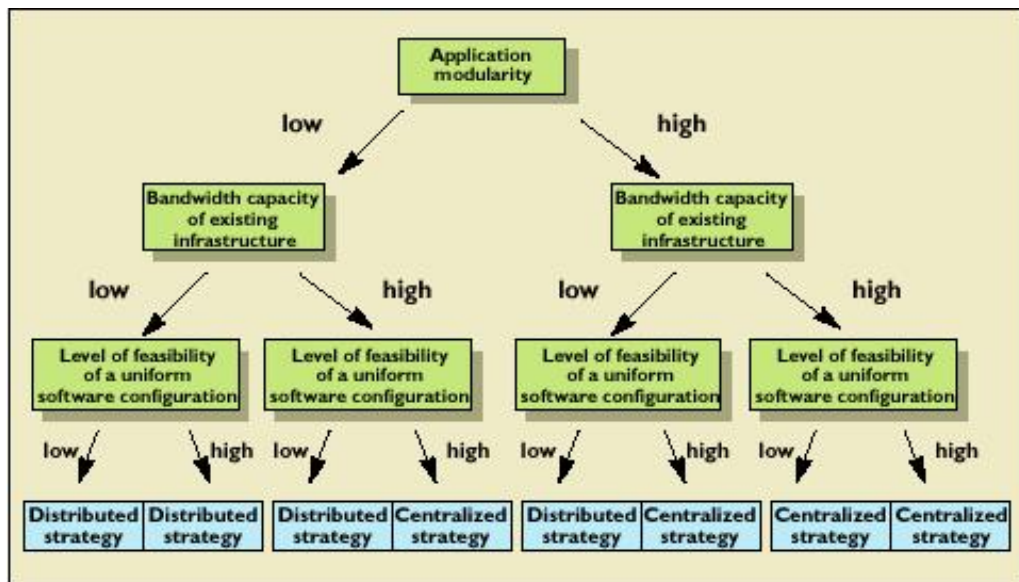 Application
modularity
low
high
Bandwidth capacity
of existing
infrastructure
Bandwidth capacity
of existing
infrastructure
low
high
low
high
Level of feasibility
of a uniform
software configuration
Level of feasibility
of a uniform
software configuration
Level of feasibility
of a uniform
software configuration
Level of feasibility
of a uniform
software configuration
low
high
low
high
low
high
low
high
Distributed
strategy
Distributed
strategy
Distributed
strategy
Centralized
strategy
Distributed
strategy
Centralized
strategy
Centralized
strategy
Centralized
strategy